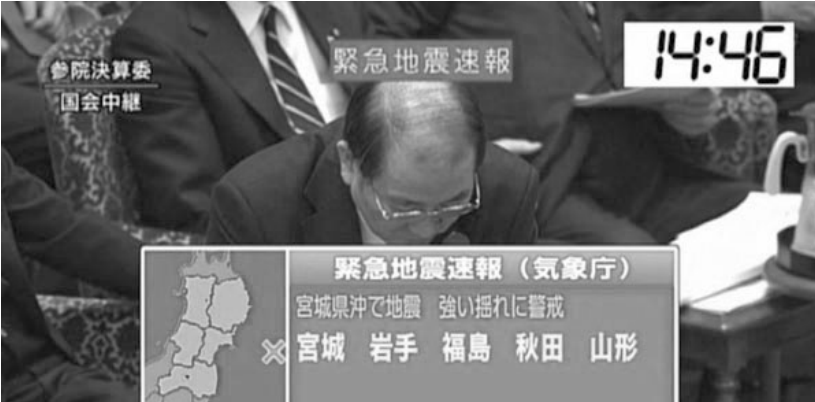 緊急地震速報
14:46
参院決算委
国会中継
緊急地震速報（気象庁）
宮城県沖で地震　強い揺れに警戒
宮城　岩手　福島　秋田　山形